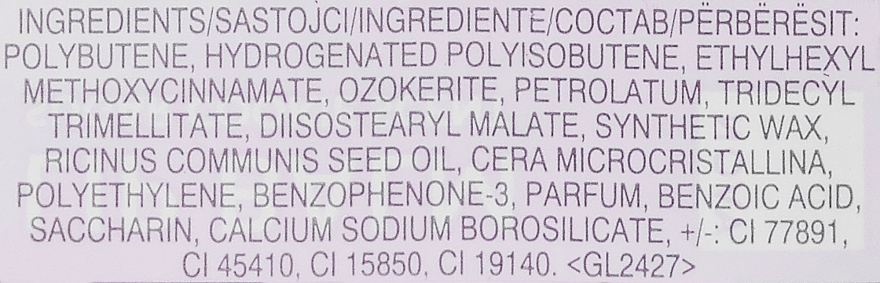 INGREDIENTS/SASTOJCI/INGREDIENTE/COCTAB/PËRBËRËSIT:
POLYBUTENE, HYDROGENATED POLYISOBUTENE, ETHYLHEXYL
METHOXYCINNAMATE, OZOKERITE, PETROLATUM, TRIDECYL
TRIMELLITATE, DIISOSTEARYL MALATE, SYNTHETIC WAX,
RICINUS COMMUNIS SEED OIL, CERA MICROCRISTALLINA,
POLYETHYLENE, BENZOPHENONE-3, PARFUM, BENZOIC ACID,
SACCHARIN, CALCIUM SODIUM BOROSILICATE, +/-: CI 77891,
CI 45410, CI 15850, CI 19140. <GL2427>